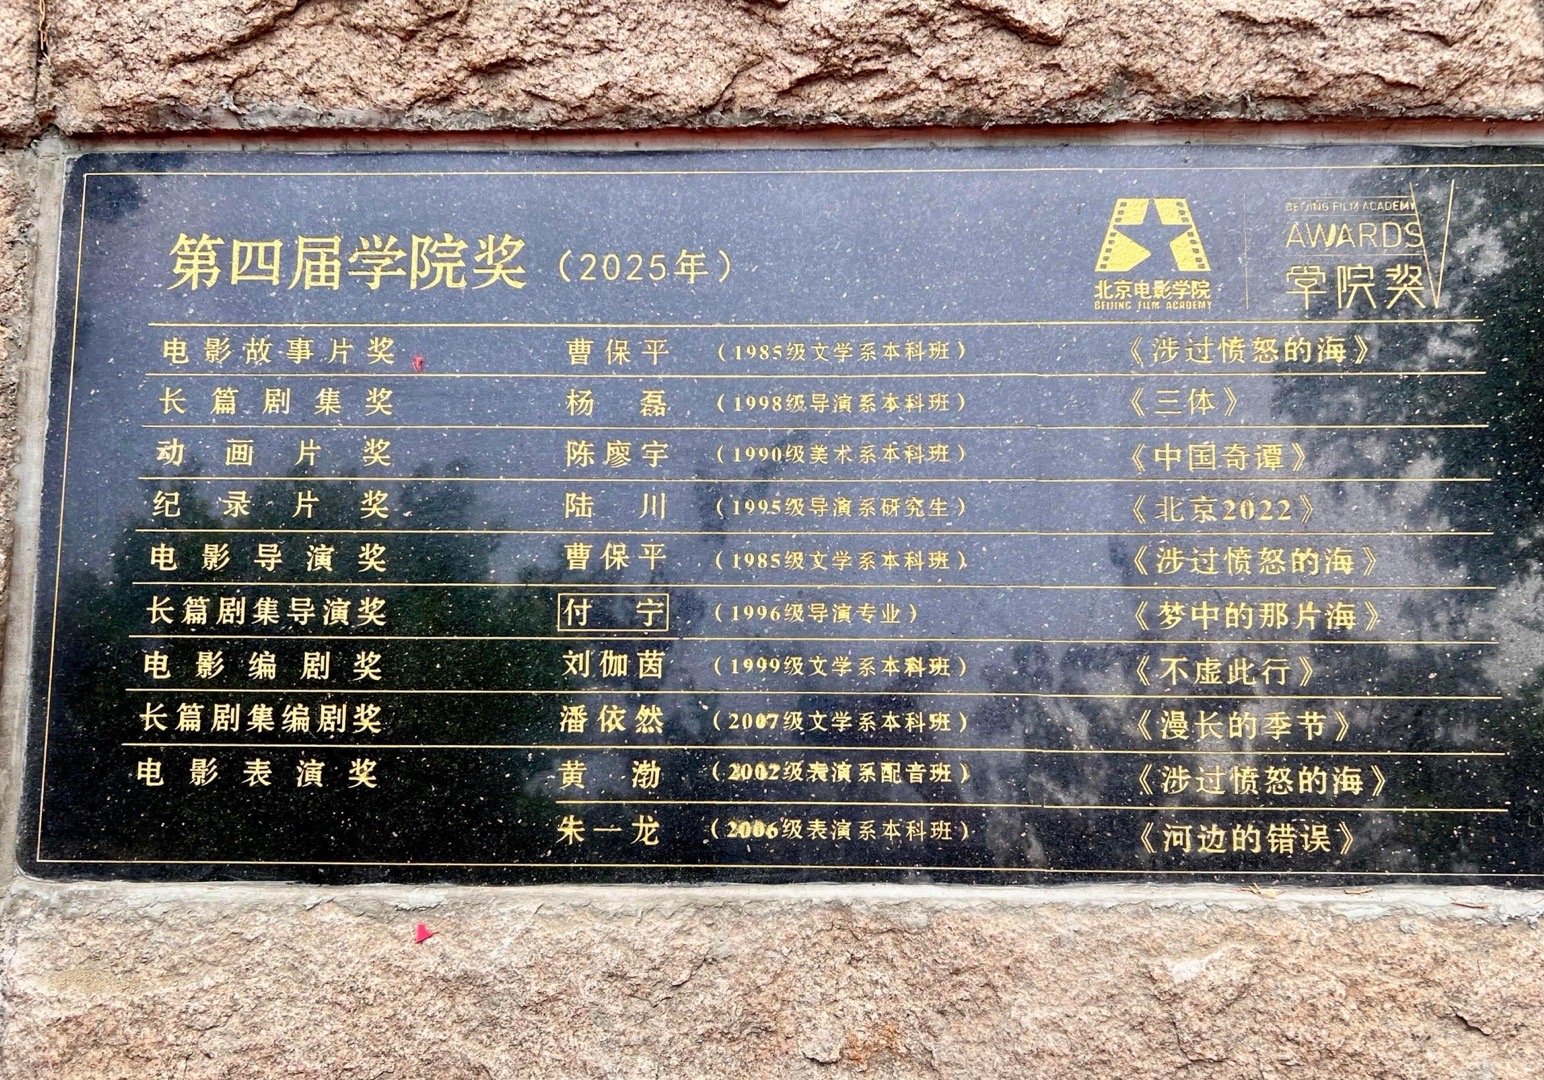 第四届学院奖（2025年）
北京电影学院
BEIJING FILM ACADEMY
BEIJING FILM ACADEMY
AWARDS
学院奖
电影故事片奖 曹保平 （1985级文学系本科班） 《涉过愤怒的海》
长篇剧集奖 杨磊 （1998级导演系本科班） 《三体》
动画片奖 陈廖宇 （1990级美术系本科班） 《中国奇谭》
纪录片奖 陆川 （1995级导演系研究生） 《北京2022》
电影导演奖 曹保平 （1985级文学系本科班） 《涉过愤怒的海》
长篇剧集导演奖 付宁 （1996级导演专业） 《梦中的那片海》
电影编剧奖 刘伽茵 （1999级文学系本科班） 《不虚此行》
长篇剧集编剧奖 潘依然 （2007级文学系本科班） 《漫长的季节》
电影表演奖 黄渤 （2002级表演系配音班） 《涉过愤怒的海》
朱一龙 （2006级表演系本科班） 《河边的错误》